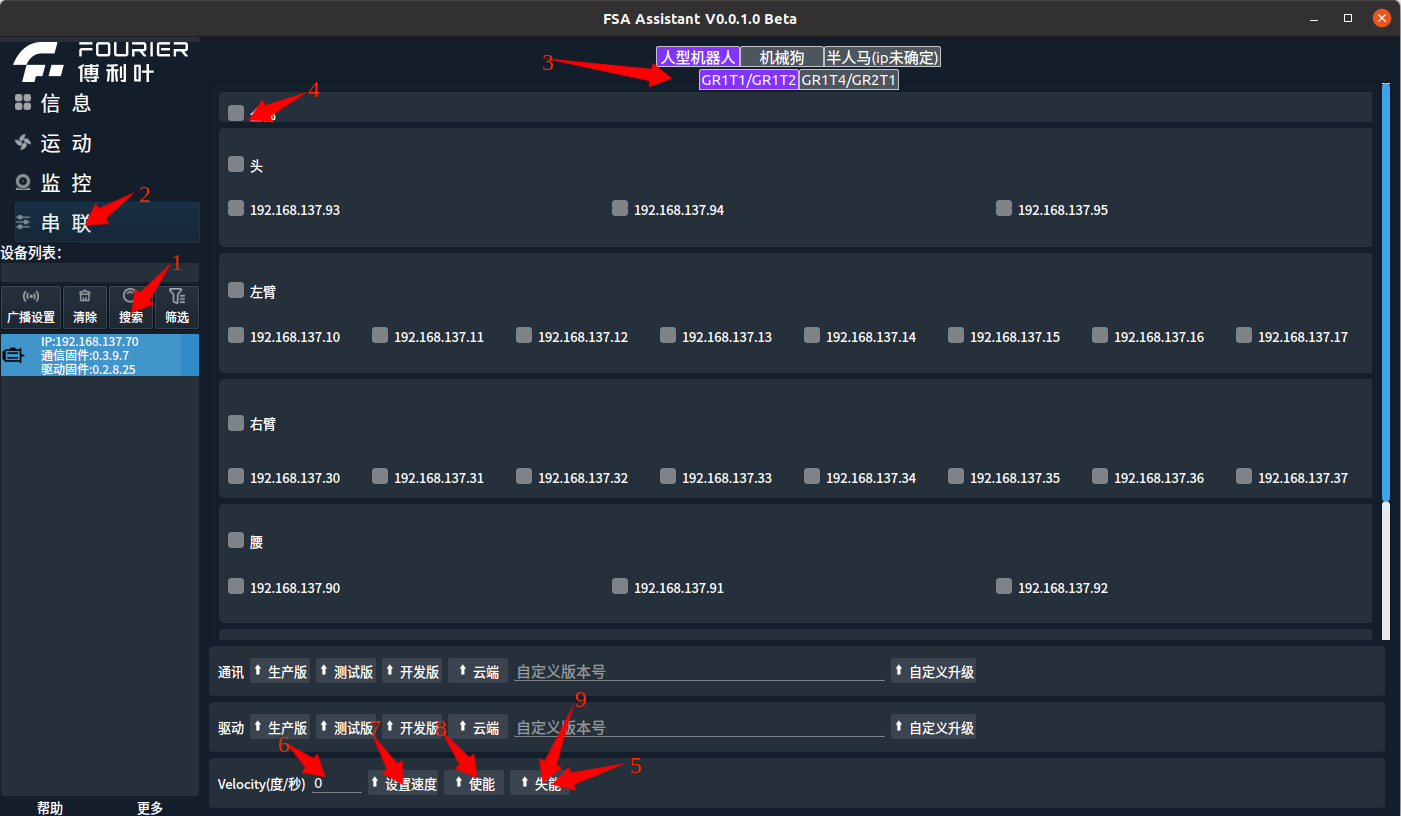 FSA Assistant V0.0.1.0 Beta
FOURIER
傅利叶
信 息
运 动
监 控
串 联
2
设备列表：
1
广播设置 清除 搜索 筛选
IP:192.168.137.70
通信固件:0.3.9.7
驱动固件:0.2.8.25
帮助 更多
3
人型机器人 机械狗 半人马(ip未确定)
GR1T1/GR1T2 GR1T4/GR2T1
4
头
192.168.137.93 192.168.137.94 192.168.137.95
左臂
192.168.137.10 192.168.137.11 192.168.137.12 192.168.137.13 192.168.137.14 192.168.137.15 192.168.137.16 192.168.137.17
右臂
192.168.137.30 192.168.137.31 192.168.137.32 192.168.137.33 192.168.137.34 192.168.137.35 192.168.137.36 192.168.137.37
腰
192.168.137.90 192.168.137.91 192.168.137.92
通讯 生产版 测试版 开发版 云端 自定义版本号 自定义升级
9
驱动 生产版 测试版 开发版 云端 自定义版本号 自定义升级
6 7 8 5
Velocity(度/秒) 0 设置速度 使能 失能